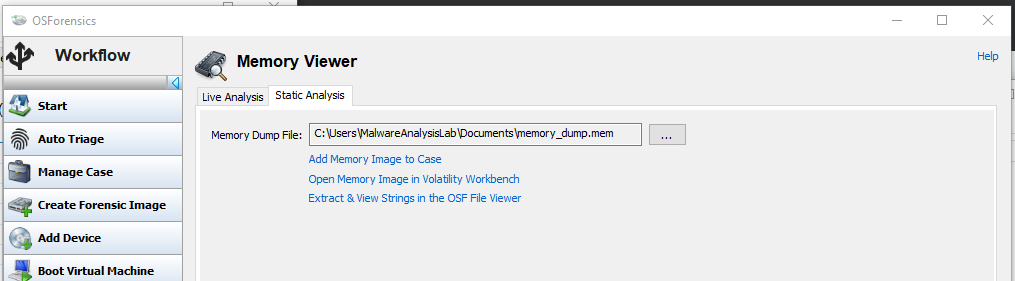 OSForensics
Workflow
Start
Auto Triage
Manage Case
Create Forensic Image
Add Device
Boot Virtual Machine
Memory Viewer
Help
Live Analysis
Static Analysis
Memory Dump File: C:\Users\MalwareAnalysisLab\Documents\memory_dump.mem ...
Add Memory Image to Case
Open Memory Image in Volatility Workbench
Extract & View Strings in the OSF File Viewer